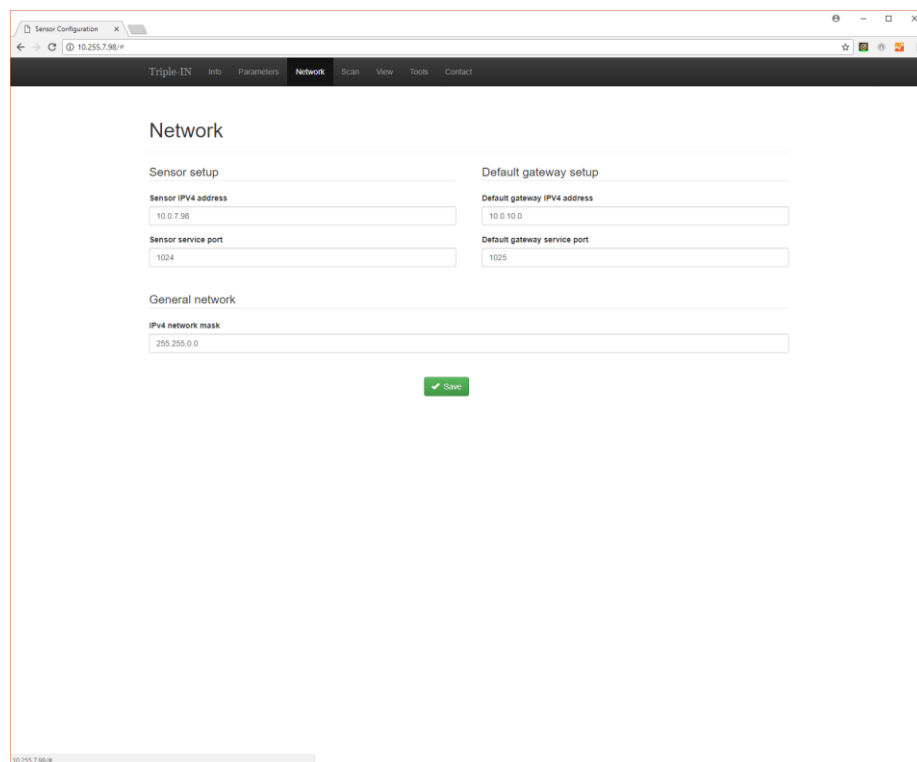 Sensor Configuration
10.255.7.98/#
Triple-IN Info Parameters Network Scan View Tools Contact
Network
Sensor setup
Sensor IPV4 address
10.0.7.98
Sensor service port
1024
Default gateway setup
Default gateway IPV4 address
10.0.10.0
Default gateway service port
1025
General network
IPv4 network mask
255.255.0.0
Save
10.255.7.98/#